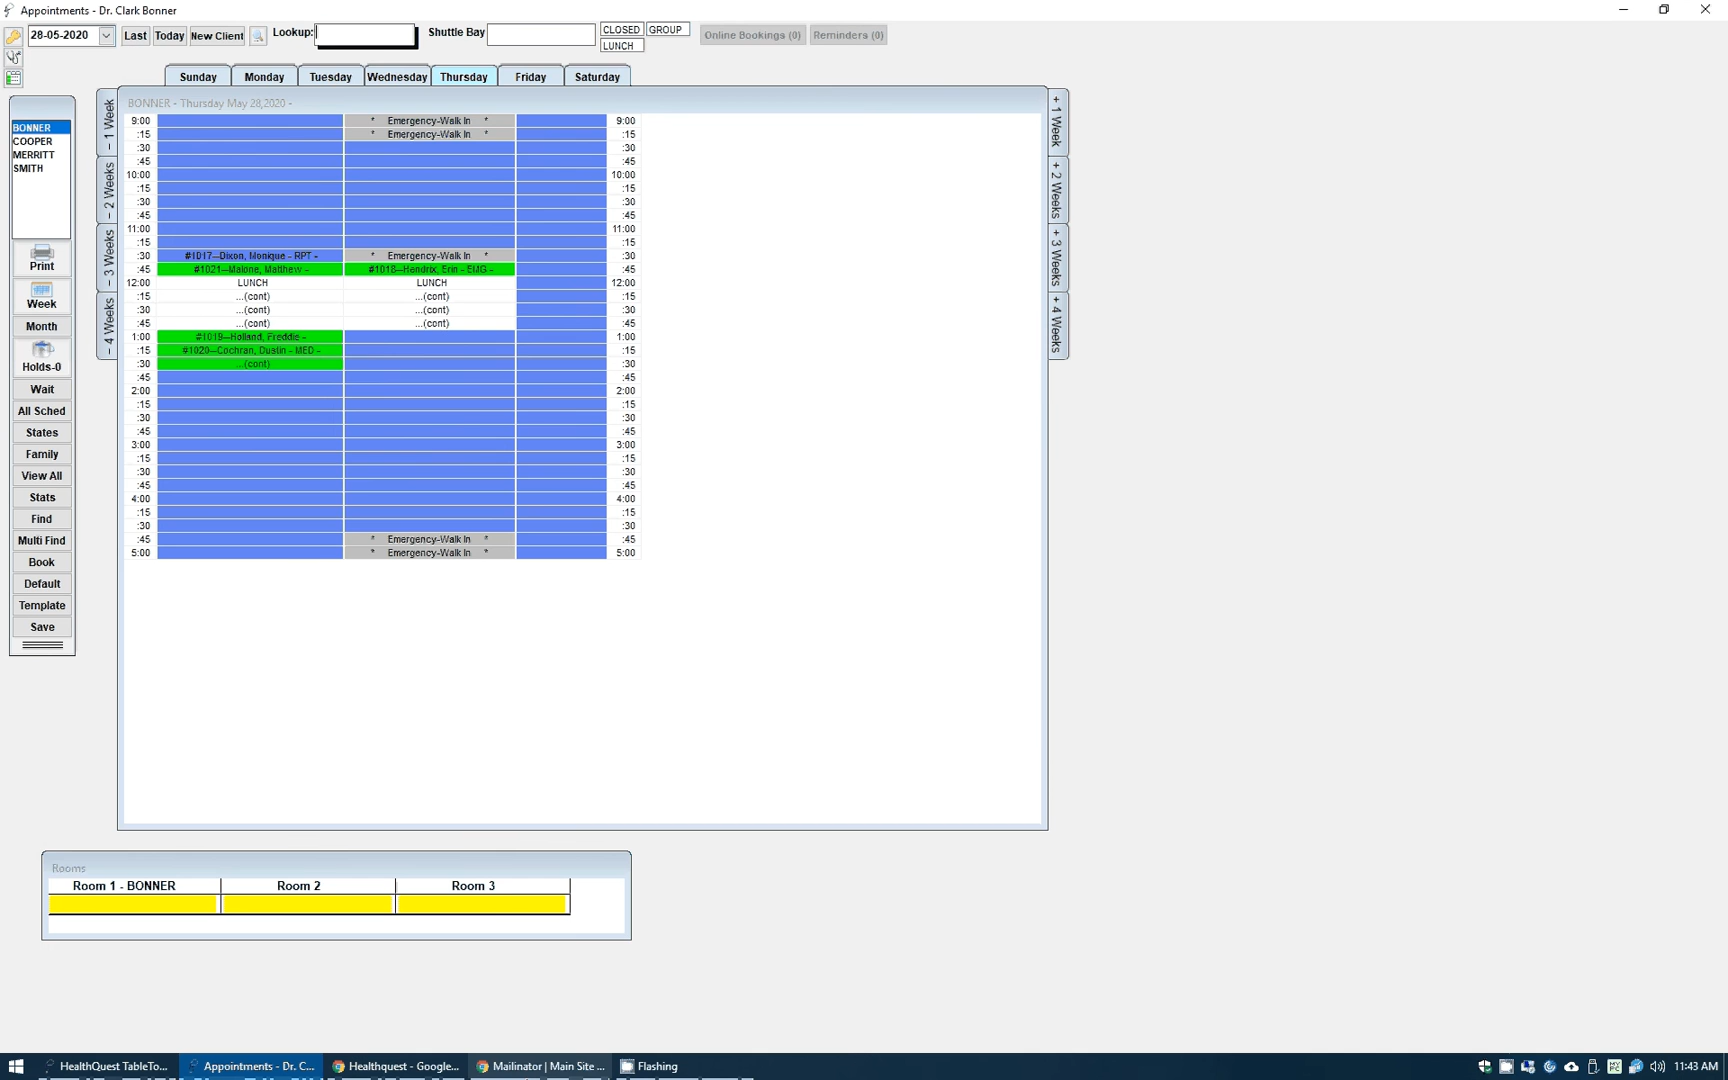 Appointments - Dr. Clark Bonner
28-05-2020 Last Today New Client Lookup: Shuttle Bay CLOSED GROUP LUNCH Online Bookings (0) Reminders (0)
Sunday Monday Tuesday Wednesday Thursday Friday Saturday
BONNER - Thursday May 28,2020 -
BONNER
COOPER
MERRITT
SMITH
Print
Week
Month
Holds-0
Wait
All Sched
States
Family
View All
Stats
Find
Multi Find
Book
Default
Template
Save
- 1 Week
- 2 Weeks
- 3 Weeks
- 4 Weeks
9:00 * Emergency-Walk In * 9:00
:15 * Emergency-Walk In * :15
:30 :30
:45 :45
10:00 10:00
:15 :15
:30 :30
:45 :45
11:00 11:00
:15 :15
:30 #1017--Dixon, Monique - RPT - * Emergency-Walk In * :30
:45 #1021--Malone, Matthew - #1018--Hendrix, Erin - EMG - :45
12:00 LUNCH LUNCH 12:00
:15 ...(cont) ...(cont) :15
:30 ...(cont) ...(cont) :30
:45 ...(cont) ...(cont) :45
1:00 #1019--Holland, Freddie - 1:00
:15 #1020--Cochran, Dustin - MED - :15
:30 ...(cont) :30
:45 :45
2:00 2:00
:15 :15
:30 :30
:45 :45
3:00 3:00
:15 :15
:30 :30
:45 :45
4:00 4:00
:15 :15
:30 :30
:45 * Emergency-Walk In * :45
5:00 * Emergency-Walk In * 5:00
+ 1 Week
+ 2 Weeks
+ 3 Weeks
+ 4 Weeks
Rooms
Room 1 - BONNER Room 2 Room 3
HealthQuest TableTo... Appointments - Dr. C... Healthquest - Google... Mailinator | Main Site ... Flashing 11:43 AM